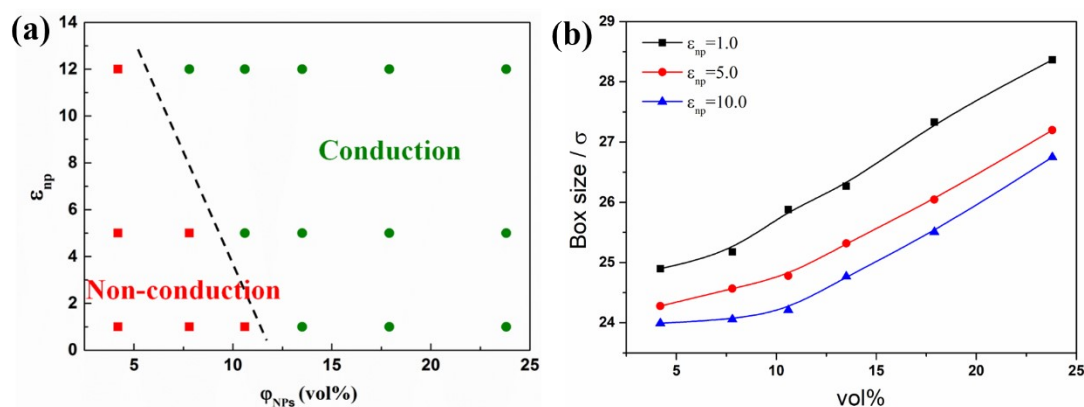 (a)
14
12
10
8
6
4
2
0
ε_np
Conduction
Non-conduction
5
10
15
20
25
φ_NPs (vol%)
(b)
ε_np=1.0
ε_np=5.0
ε_np=10.0
29
28
27
26
25
24
Box size / σ
5
10
15
20
25
vol%